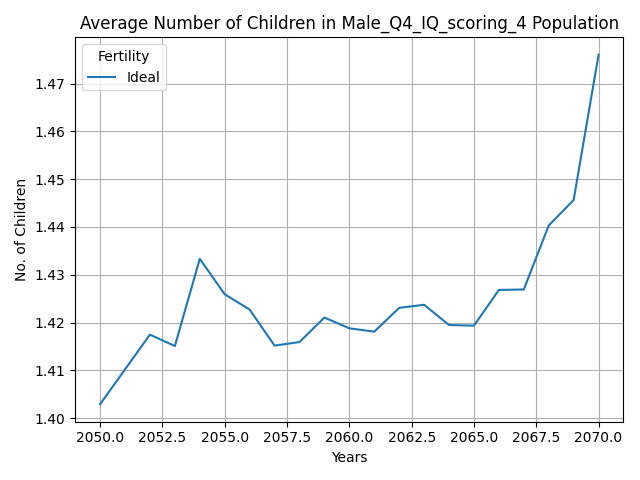 Average Number of Children in Male_Q4_IQ_scoring_4 Population
Fertility
Ideal
No. of Children
1.47
1.46
1.45
1.44
1.43
1.42
1.41
1.40
2050.0 2052.5 2055.0 2057.5 2060.0 2062.5 2065.0 2067.5 2070.0
Years